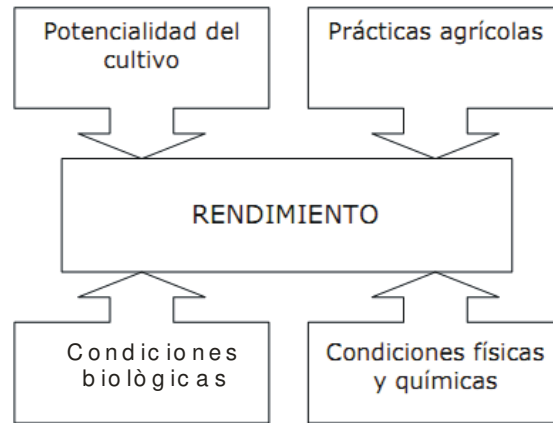 Potencialidad del
cultivo
Prácticas agrícolas
RENDIMIENTO
Condiciones
biològicas
Condiciones físicas
y químicas